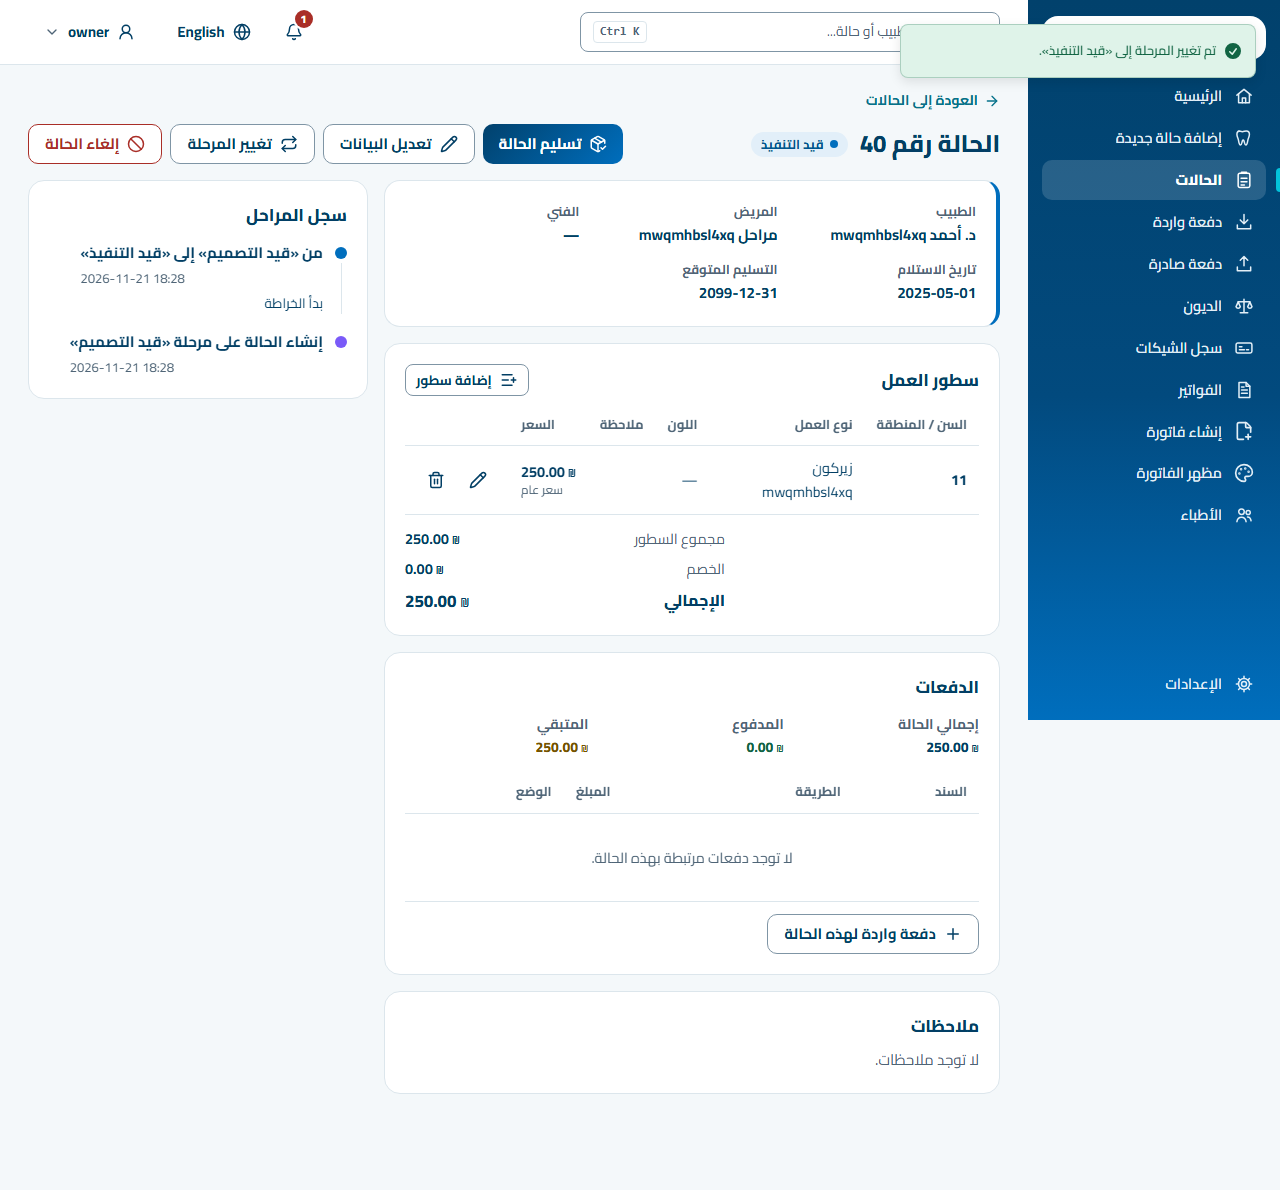 تم تغيير المرحلة إلى «قيد التنفيذ».
الرئيسية
إضافة حالة جديدة
الحالات
دفعة واردة
دفعة صادرة
الديون
سجل الشيكات
الفواتير
إنشاء فاتورة
مظهر الفاتورة
الأطباء
الإعدادات
أو حالة...
Ctrl K
1
English
owner
العودة إلى الحالات
الحالة رقم 40
قيد التنفيذ
تسليم الحالة
تعديل البيانات
تغيير المرحلة
إلغاء الحالة
الطبيب
المريض
الفني
د. أحمد mwqmhbsl4xq
مراحل mwqmhbsl4xq
—
تاريخ الاستلام
التسليم المتوقع
2025-05-01
2099-12-31
سطور العمل
إضافة سطور
السن / المنطقة
نوع العمل
اللون
ملاحظة
السعر
11
زيركون
mwqmhbsl4xq
—
250.00 ₪
سعر عام
مجموع السطور
250.00 ₪
الخصم
0.00 ₪
الإجمالي
250.00 ₪
الدفعات
إجمالي الحالة
المدفوع
المتبقي
250.00 ₪
0.00 ₪
250.00 ₪
السند
الطريقة
المبلغ
الوضع
لا توجد دفعات مرتبطة بهذه الحالة.
دفعة واردة لهذه الحالة
ملاحظات
لا توجد ملاحظات.
سجل المراحل
من «قيد التصميم» إلى «قيد التنفيذ»
2026-11-21 18:28
بدأ الخراطة
إنشاء الحالة على مرحلة «قيد التصميم»
2026-11-21 18:28